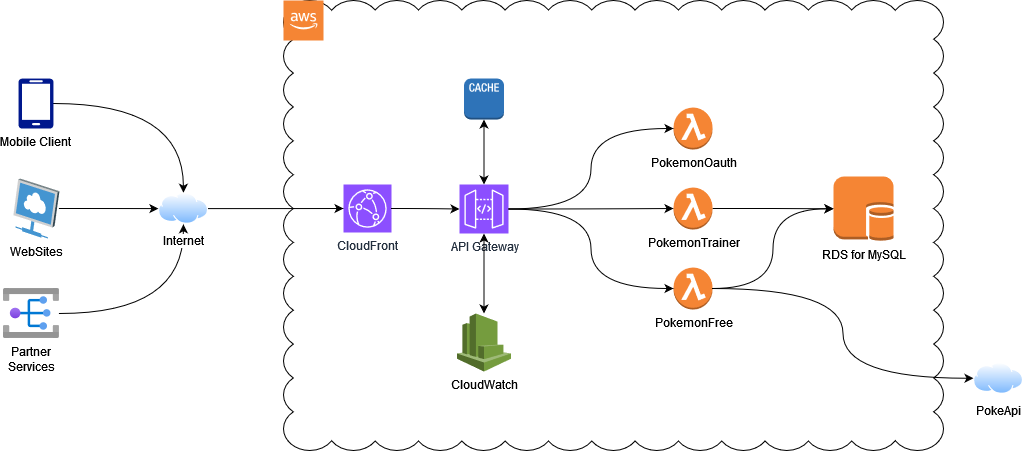 aws
CACHE
Mobile Client
PokemonOauth
WebSites
Internet
CloudFront
API Gateway
PokemonTrainer
RDS for MySQL
PokemonFree
Partner
Services
CloudWatch
PokeApi